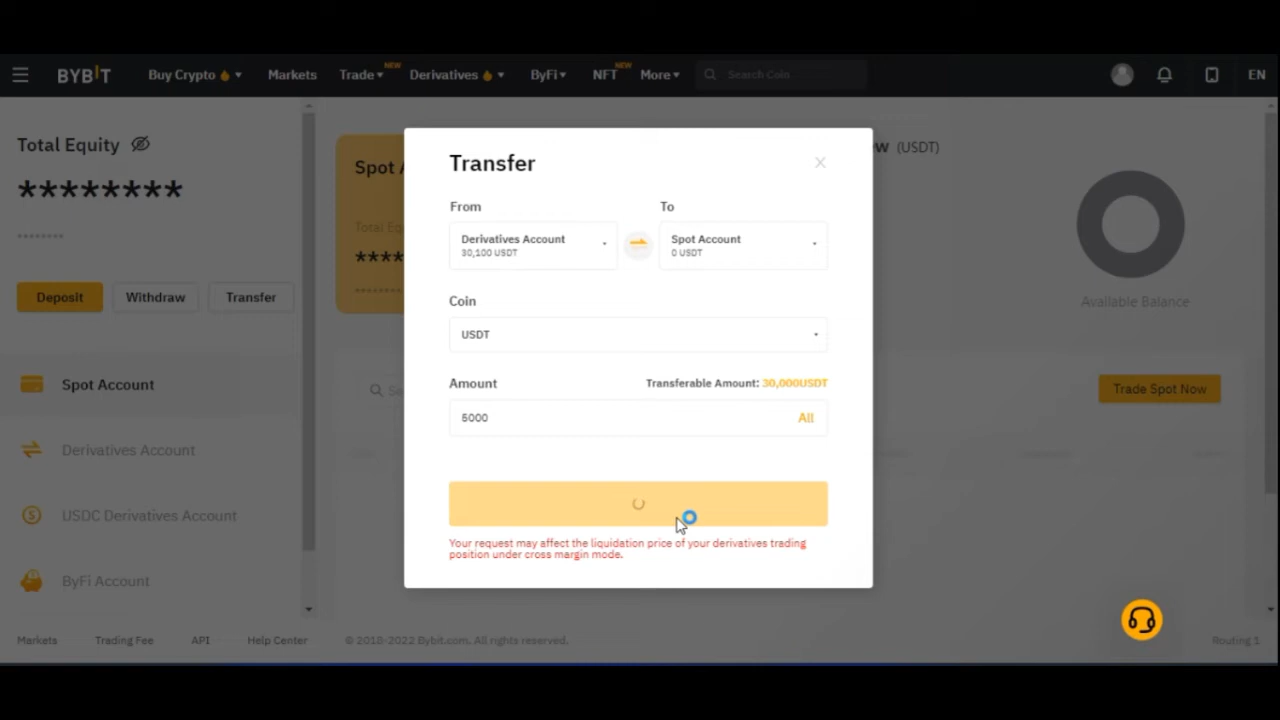 BYBIT
Buy Crypto
Markets
Trade
NEW
Derivatives
ByFi
NFT
NEW
More
Search Coin
EN
Total Equity
********
Deposit
Withdraw
Transfer
Spot Account
Derivatives Account
USDC Derivatives Account
ByFi Account
Spot
(USDT)
Available Balance
Trade Spot Now
Transfer
From
To
Derivatives Account
30,100 USDT
Spot Account
0 USDT
Coin
USDT
Amount
Transferable Amount: 30,000USDT
5000
All
Your request may affect the liquidation price of your derivatives trading
position under cross margin mode.
Markets
Trading Fee
API
Help Center
© 2018-2022 Bybit.com. All rights reserved.
Routing 1